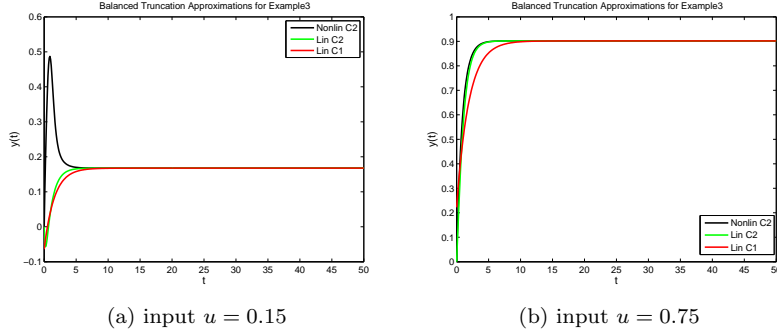 Balanced Truncation Approximations for Example3
0.6
0.5
0.4
0.3
0.2
0.1
0
−0.1
y(t)
Nonlin C2
Lin C2
Lin C1
0 5 10 15 20 25 30 35 40 45 50
t
(a) input u = 0.15
Balanced Truncation Approximations for Example3
1
0.9
0.8
0.7
0.6
0.5
0.4
0.3
0.2
0.1
0
y(t)
Nonlin C2
Lin C2
Lin C1
0 5 10 15 20 25 30 35 40 45 50
t
(b) input u = 0.75